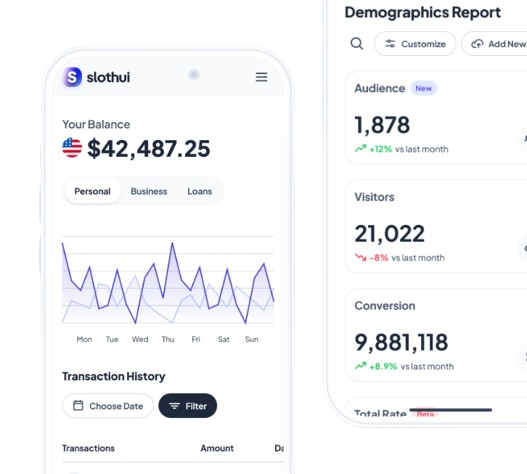 slothui
Your Balance
$42,487.25
Personal Business Loans
Mon Tue Wed Thu Fri Sat Sun
Transaction History
Choose Date Filter
Transactions Amount Da
Demographics Report
Customize Add New
Audience New
1,878
+12% vs last month
Visitors
21,022
-8% vs last month
Conversion
9,881,118
+8.9% vs last month
Total Rate Beta